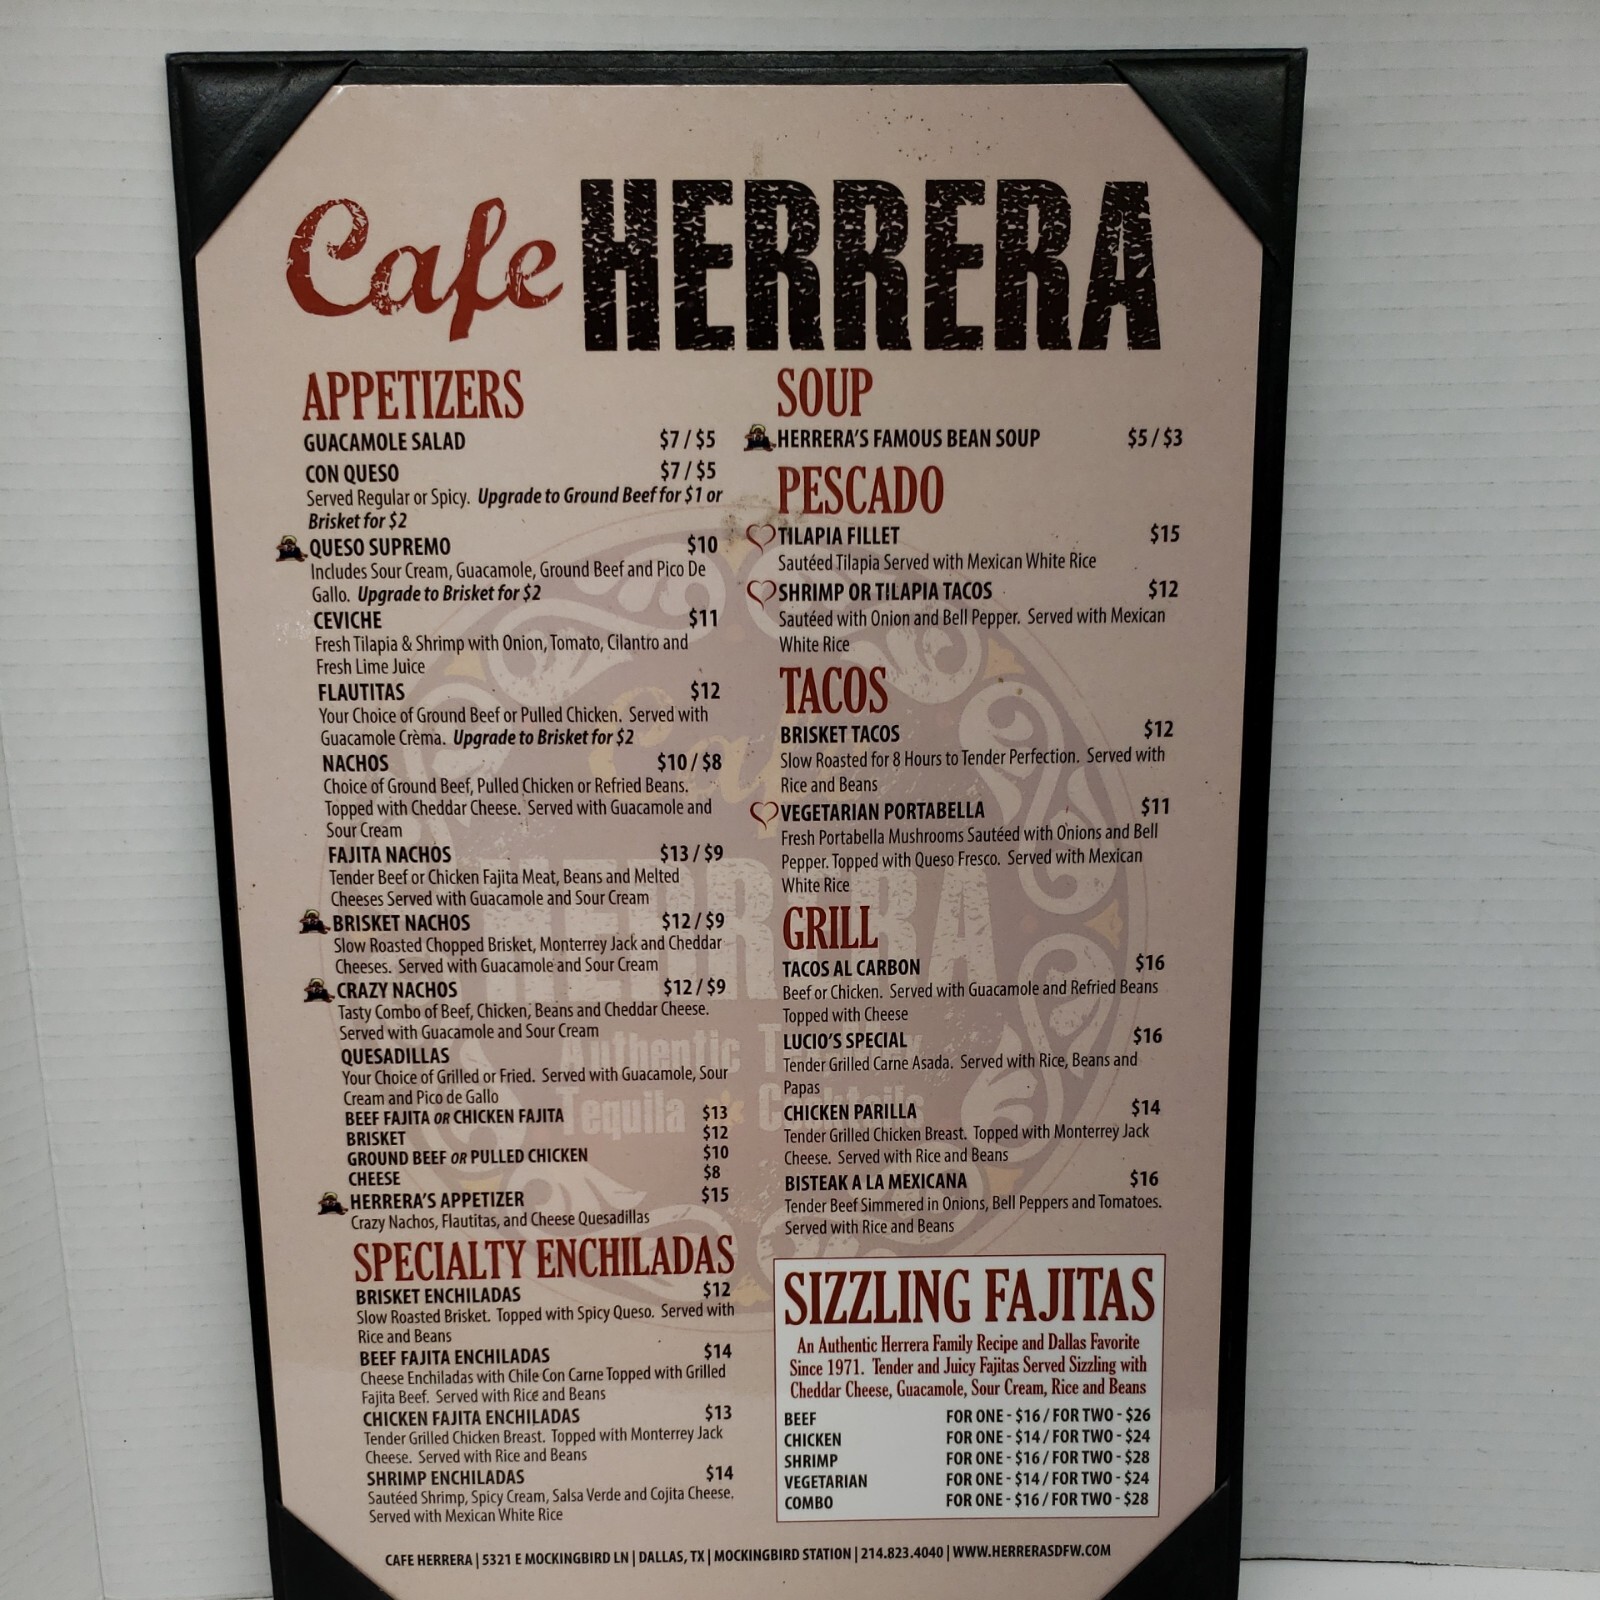 Cafe HERRERA
APPETIZERS
GUACAMOLE SALAD $7 / $5
CON QUESO $7 / $5
Served Regular or Spicy. Upgrade to Ground Beef for $1 or
Brisket for $2
QUESO SUPREMO $10
Includes Sour Cream, Guacamole, Ground Beef and Pico De
Gallo. Upgrade to Brisket for $2
CEVICHE $11
Fresh Tilapia & Shrimp with Onion, Tomato, Cilantro and
Fresh Lime Juice
FLAUTITAS $12
Your Choice of Ground Beef or Pulled Chicken. Served with
Guacamole Crèma. Upgrade to Brisket for $2
NACHOS $10 / $8
Choice of Ground Beef, Pulled Chicken or Refried Beans.
Topped with Cheddar Cheese. Served with Guacamole and
Sour Cream
FAJITA NACHOS $13 / $9
Tender Beef or Chicken Fajita Meat, Beans and Melted
Cheeses Served with Guacamole and Sour Cream
BRISKET NACHOS $12 / $9
Slow Roasted Chopped Brisket, Monterrey Jack and Cheddar
Cheeses. Served with Guacamole and Sour Cream
CRAZY NACHOS $12 / $9
Tasty Combo of Beef, Chicken, Beans and Cheddar Cheese.
Served with Guacamole and Sour Cream
QUESADILLAS
Your Choice of Grilled or Fried. Served with Guacamole, Sour
Cream and Pico de Gallo
BEEF FAJITA OR CHICKEN FAJITA $13
BRISKET $12
GROUND BEEF OR PULLED CHICKEN $10
CHEESE $8
HERRERA'S APPETIZER $15
Crazy Nachos, Flautitas, and Cheese Quesadillas
SPECIALTY ENCHILADAS
BRISKET ENCHILADAS $12
Slow Roasted Brisket. Topped with Spicy Queso. Served with
Rice and Beans
BEEF FAJITA ENCHILADAS $14
Cheese Enchiladas with Chile Con Carne Topped with Grilled
Fajita Beef. Served with Rice and Beans
CHICKEN FAJITA ENCHILADAS $13
Tender Grilled Chicken Breast. Topped with Monterrey Jack
Cheese. Served with Rice and Beans
SHRIMP ENCHILADAS $14
Sautéed Shrimp, Spicy Cream, Salsa Verde and Cojita Cheese.
Served with Mexican White Rice
SOUP
HERRERA'S FAMOUS BEAN SOUP $5 / $3
PESCADO
TILAPIA FILLET $15
Sautéed Tilapia Served with Mexican White Rice
SHRIMP OR TILAPIA TACOS $12
Sautéed with Onion and Bell Pepper. Served with Mexican
White Rice
TACOS
BRISKET TACOS $12
Slow Roasted for 8 Hours to Tender Perfection. Served with
Rice and Beans
VEGETARIAN PORTABELLA $11
Fresh Portabella Mushrooms Sautéed with Onions and Bell
Pepper. Topped with Queso Fresco. Served with Mexican
White Rice
GRILL
TACOS AL CARBON $16
Beef or Chicken. Served with Guacamole and Refried Beans
Topped with Cheese
LUCIO'S SPECIAL $16
Tender Grilled Carne Asada. Served with Rice, Beans and
Papas
CHICKEN PARILLA $14
Tender Grilled Chicken Breast. Topped with Monterrey Jack
Cheese. Served with Rice and Beans
BISTEAK A LA MEXICANA $16
Tender Beef Simmered in Onions, Bell Peppers and Tomatoes.
Served with Rice and Beans
SIZZLING FAJITAS
An Authentic Herrera Family Recipe and Dallas Favorite
Since 1971. Tender and Juicy Fajitas Served Sizzling with
Cheddar Cheese, Guacamole, Sour Cream, Rice and Beans
BEEF FOR ONE - $16 / FOR TWO - $26
CHICKEN FOR ONE - $14 / FOR TWO - $24
SHRIMP FOR ONE - $16 / FOR TWO - $28
VEGETARIAN FOR ONE - $14 / FOR TWO - $24
COMBO FOR ONE - $16 / FOR TWO - $28
Cafe
HERRERA
Authentic
Tequila Cocktails
CAFE HERRERA | 5321 E MOCKINGBIRD LN | DALLAS, TX | MOCKINGBIRD STATION | 214.823.4040 | WWW.HERRERASDFW.COM